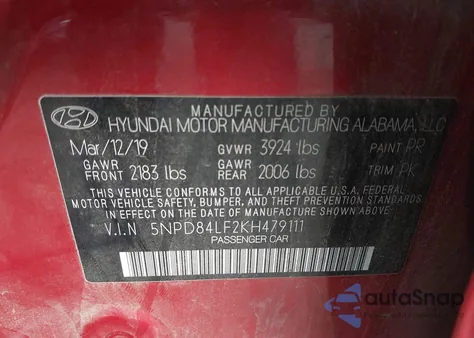 MANUFACTURED BY
HYUNDAI MOTOR MANUFACTURING ALABAMA, LLC
Mar/12/19 GVWR 3924 lbs PAINT PR
GAWR FRONT 2183 lbs GAWR REAR 2006 lbs TRIM PK
THIS VEHICLE CONFORMS TO ALL APPLICABLE U.S.A. FEDERAL
MOTOR VEHICLE SAFETY, BUMPER, AND THEFT PREVENTION
STANDARDS IN EFFECT ON THE DATE OF MANUFACTURE SHOWN ABOVE.
V.I.N 5NPD84LF2KH479111
PASSENGER CAR
autoSnap